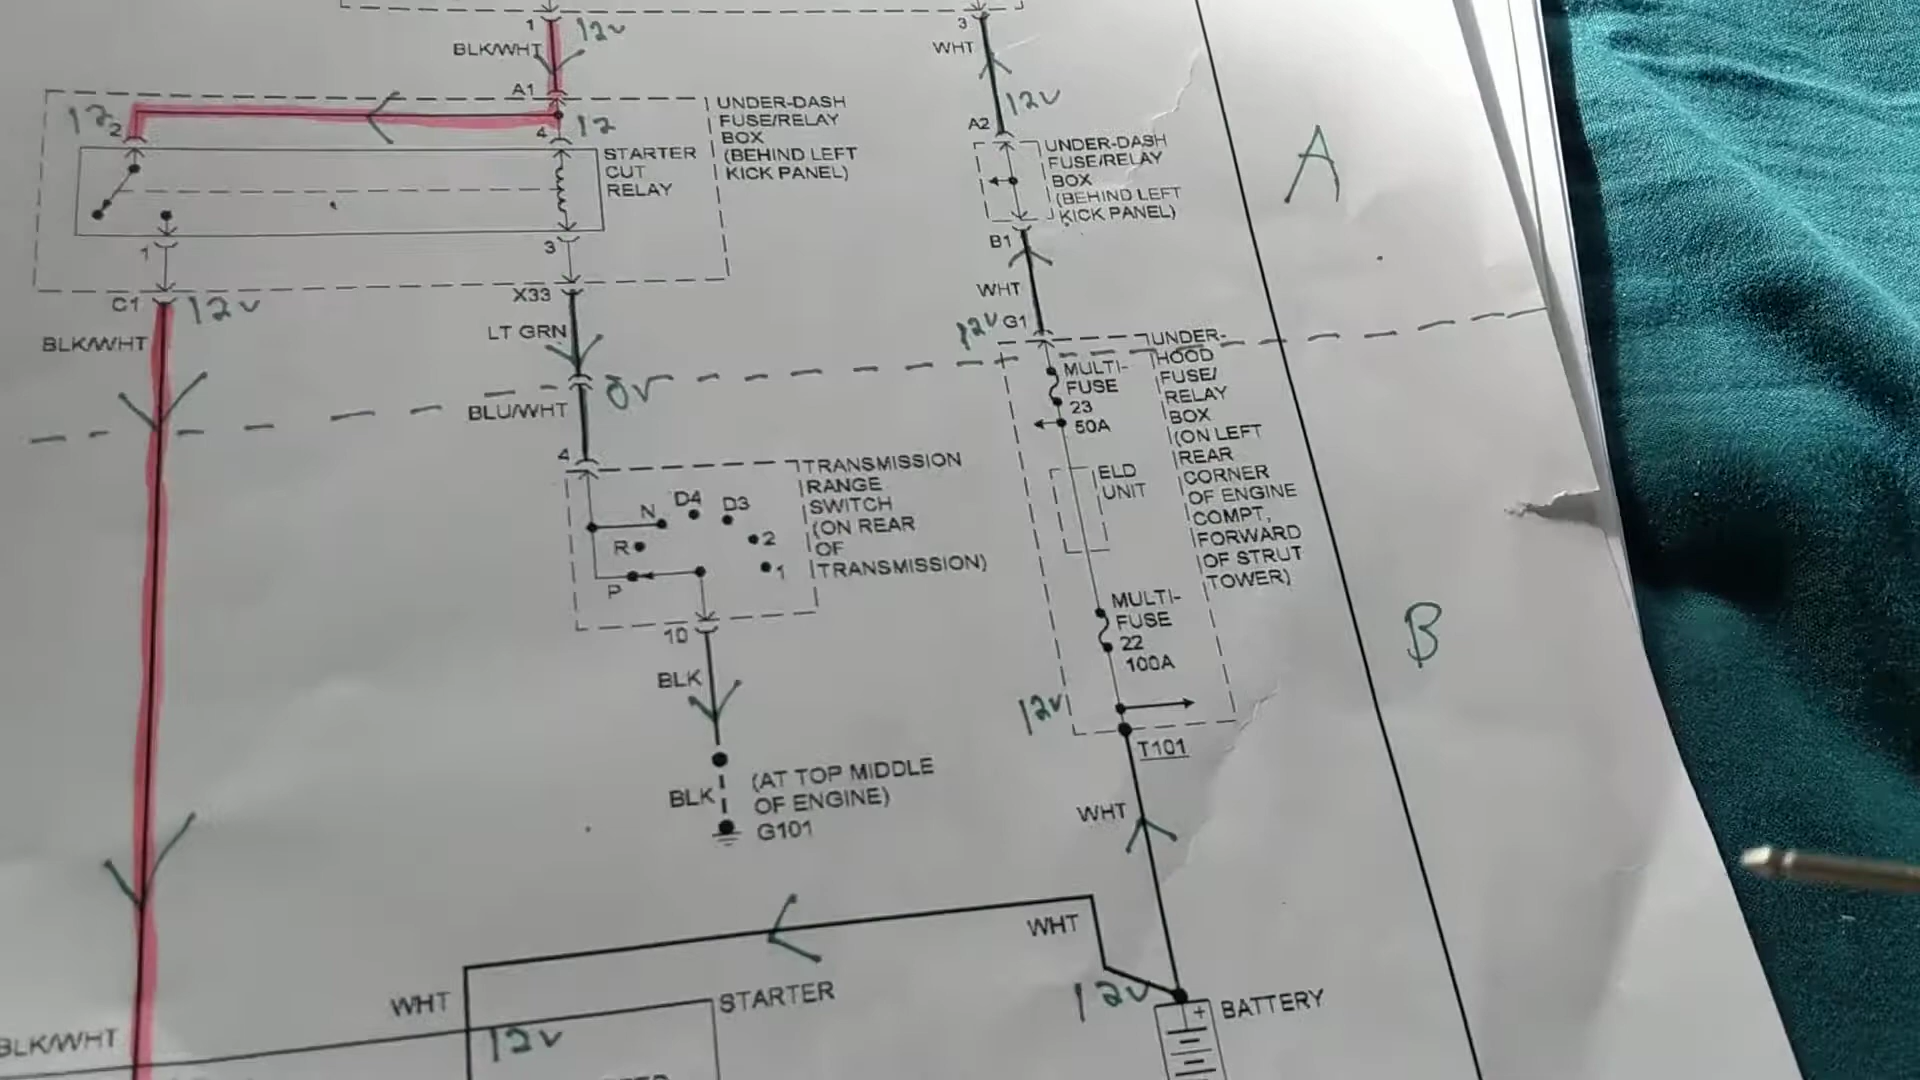 1
12v
BLK/WHT
3
WHT
A1
12
2
4
12
UNDER-DASH
FUSE/RELAY
BOX
(BEHIND LEFT
KICK PANEL)
STARTER
CUT
RELAY
12v
A2
UNDER-DASH
FUSE/RELAY
BOX
(BEHIND LEFT
KICK PANEL)
A
1
3
B1
C1
12v
X33
WHT
BLK/WHT
LT GRN
12v
G1
UNDER-
HOOD
FUSE/
RELAY
BOX
(ON LEFT
REAR
CORNER
OF ENGINE
COMPT,
FORWARD
OF STRUT
TOWER)
MULTI-
FUSE
23
50A
0v
BLU/WHT
4
TRANSMISSION
RANGE
SWITCH
(ON REAR
OF
TRANSMISSION)
N
D4
D3
R
2
P
1
ELD
UNIT
MULTI-
FUSE
22
100A
B
10
BLK
12v
T101
BLK
(AT TOP MIDDLE
OF ENGINE)
G101
WHT
WHT
WHT
STARTER
12v
BATTERY
+
BLK/WHT
12v